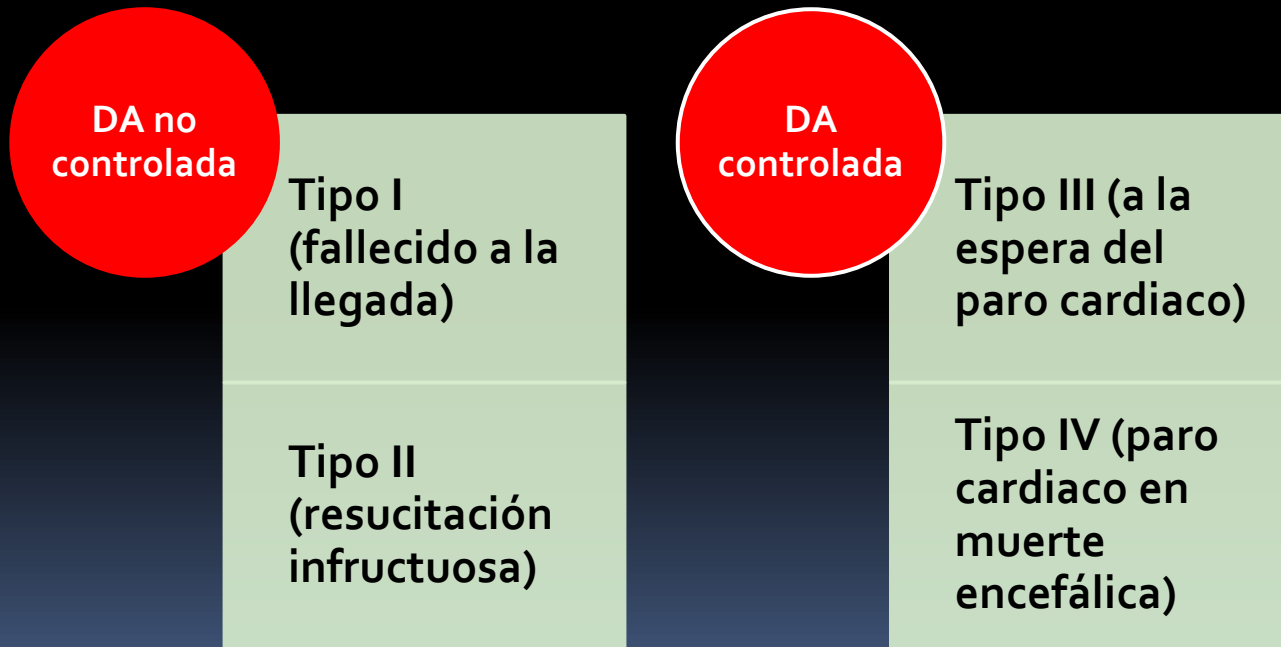 DA no
controlada
Tipo I
(fallecido a la
llegada)
Tipo II
(resucitación
infructuosa)
DA
controlada
Tipo III (a la
espera del
paro cardiaco)
Tipo IV (paro
cardiaco en
muerte
encefálica)